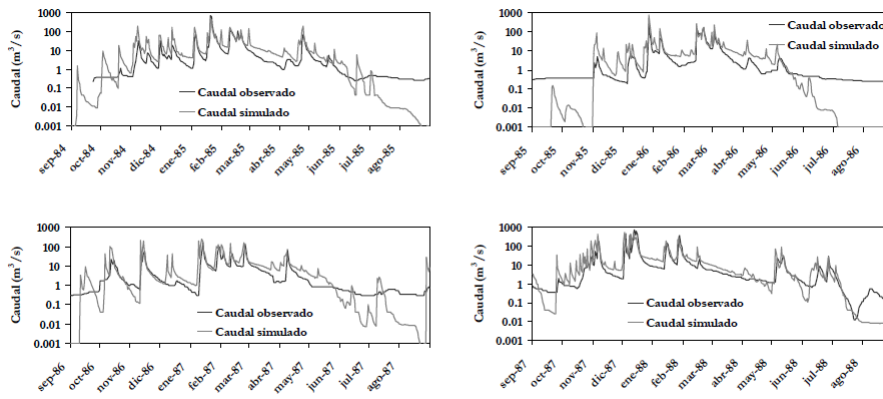 1000
100
10
1
0.1
0.01
0.001
Caudal (m³/s)
Caudal observado
Caudal simulado
sep-84
oct-84
nov-84
dic-84
ene-85
feb-85
mar-85
abr-85
may-85
jun-85
jul-85
ago-85
1000
100
10
1
0.1
0.01
0.001
Caudal (m³/s)
Caudal observado
Caudal simulado
sep-85
oct-85
nov-85
dic-85
ene-86
feb-86
mar-86
abr-86
may-86
jun-86
jul-86
ago-86
1000
100
10
1
0.1
0.01
0.001
Caudal (m³/s)
Caudal observado
Caudal simulado
sep-86
oct-86
nov-86
dic-86
ene-87
feb-87
mar-87
abr-87
may-87
jun-87
jul-87
ago-87
1000
100
10
1
0.1
0.01
0.001
Caudal (m³/s)
Caudal observado
Caudal simulado
sep-87
oct-87
nov-87
dic-87
ene-88
feb-88
mar-88
abr-88
may-88
jun-88
jul-88
ago-88